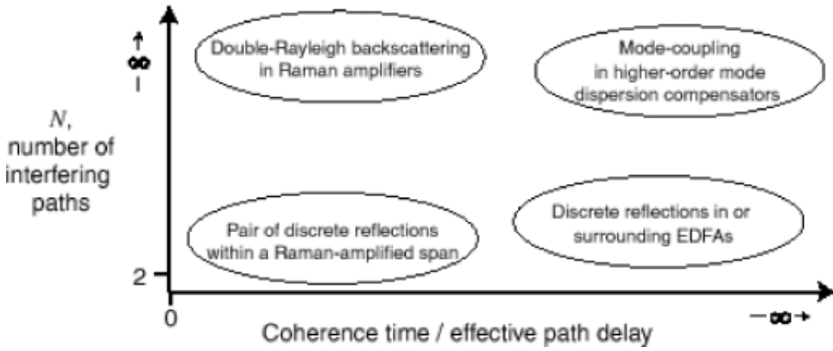 ∞
Double-Rayleigh backscattering
in Raman amplifiers
Mode-coupling
in higher-order mode
dispersion compensators
N,
number of
interfering
paths
Pair of discrete reflections
within a Raman-amplified span
Discrete reflections in or
surrounding EDFAs
2
0
∞
Coherence time / effective path delay